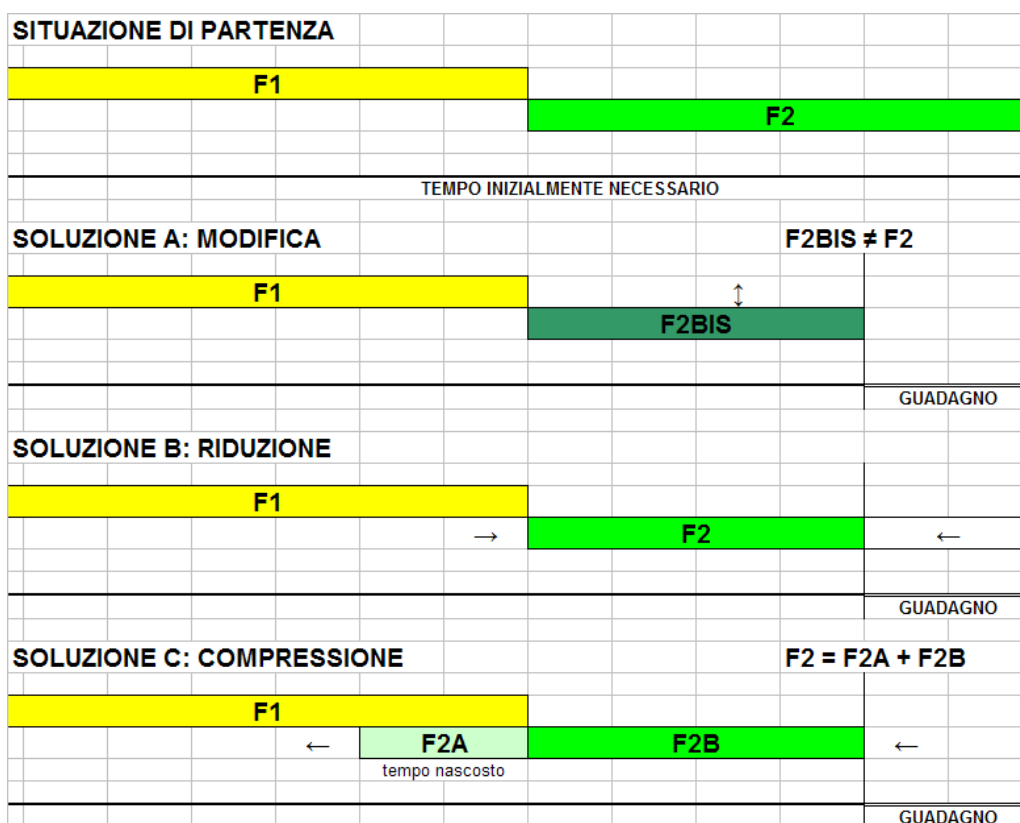 SITUAZIONE DI PARTENZA
F1
F2
TEMPO INIZIALMENTE NECESSARIO
SOLUZIONE A: MODIFICA F2BIS ≠ F2
F1 ↕
F2BIS
GUADAGNO
SOLUZIONE B: RIDUZIONE
F1
→ F2 ←
GUADAGNO
SOLUZIONE C: COMPRESSIONE F2 = F2A + F2B
F1
← F2A F2B ←
tempo nascosto
GUADAGNO